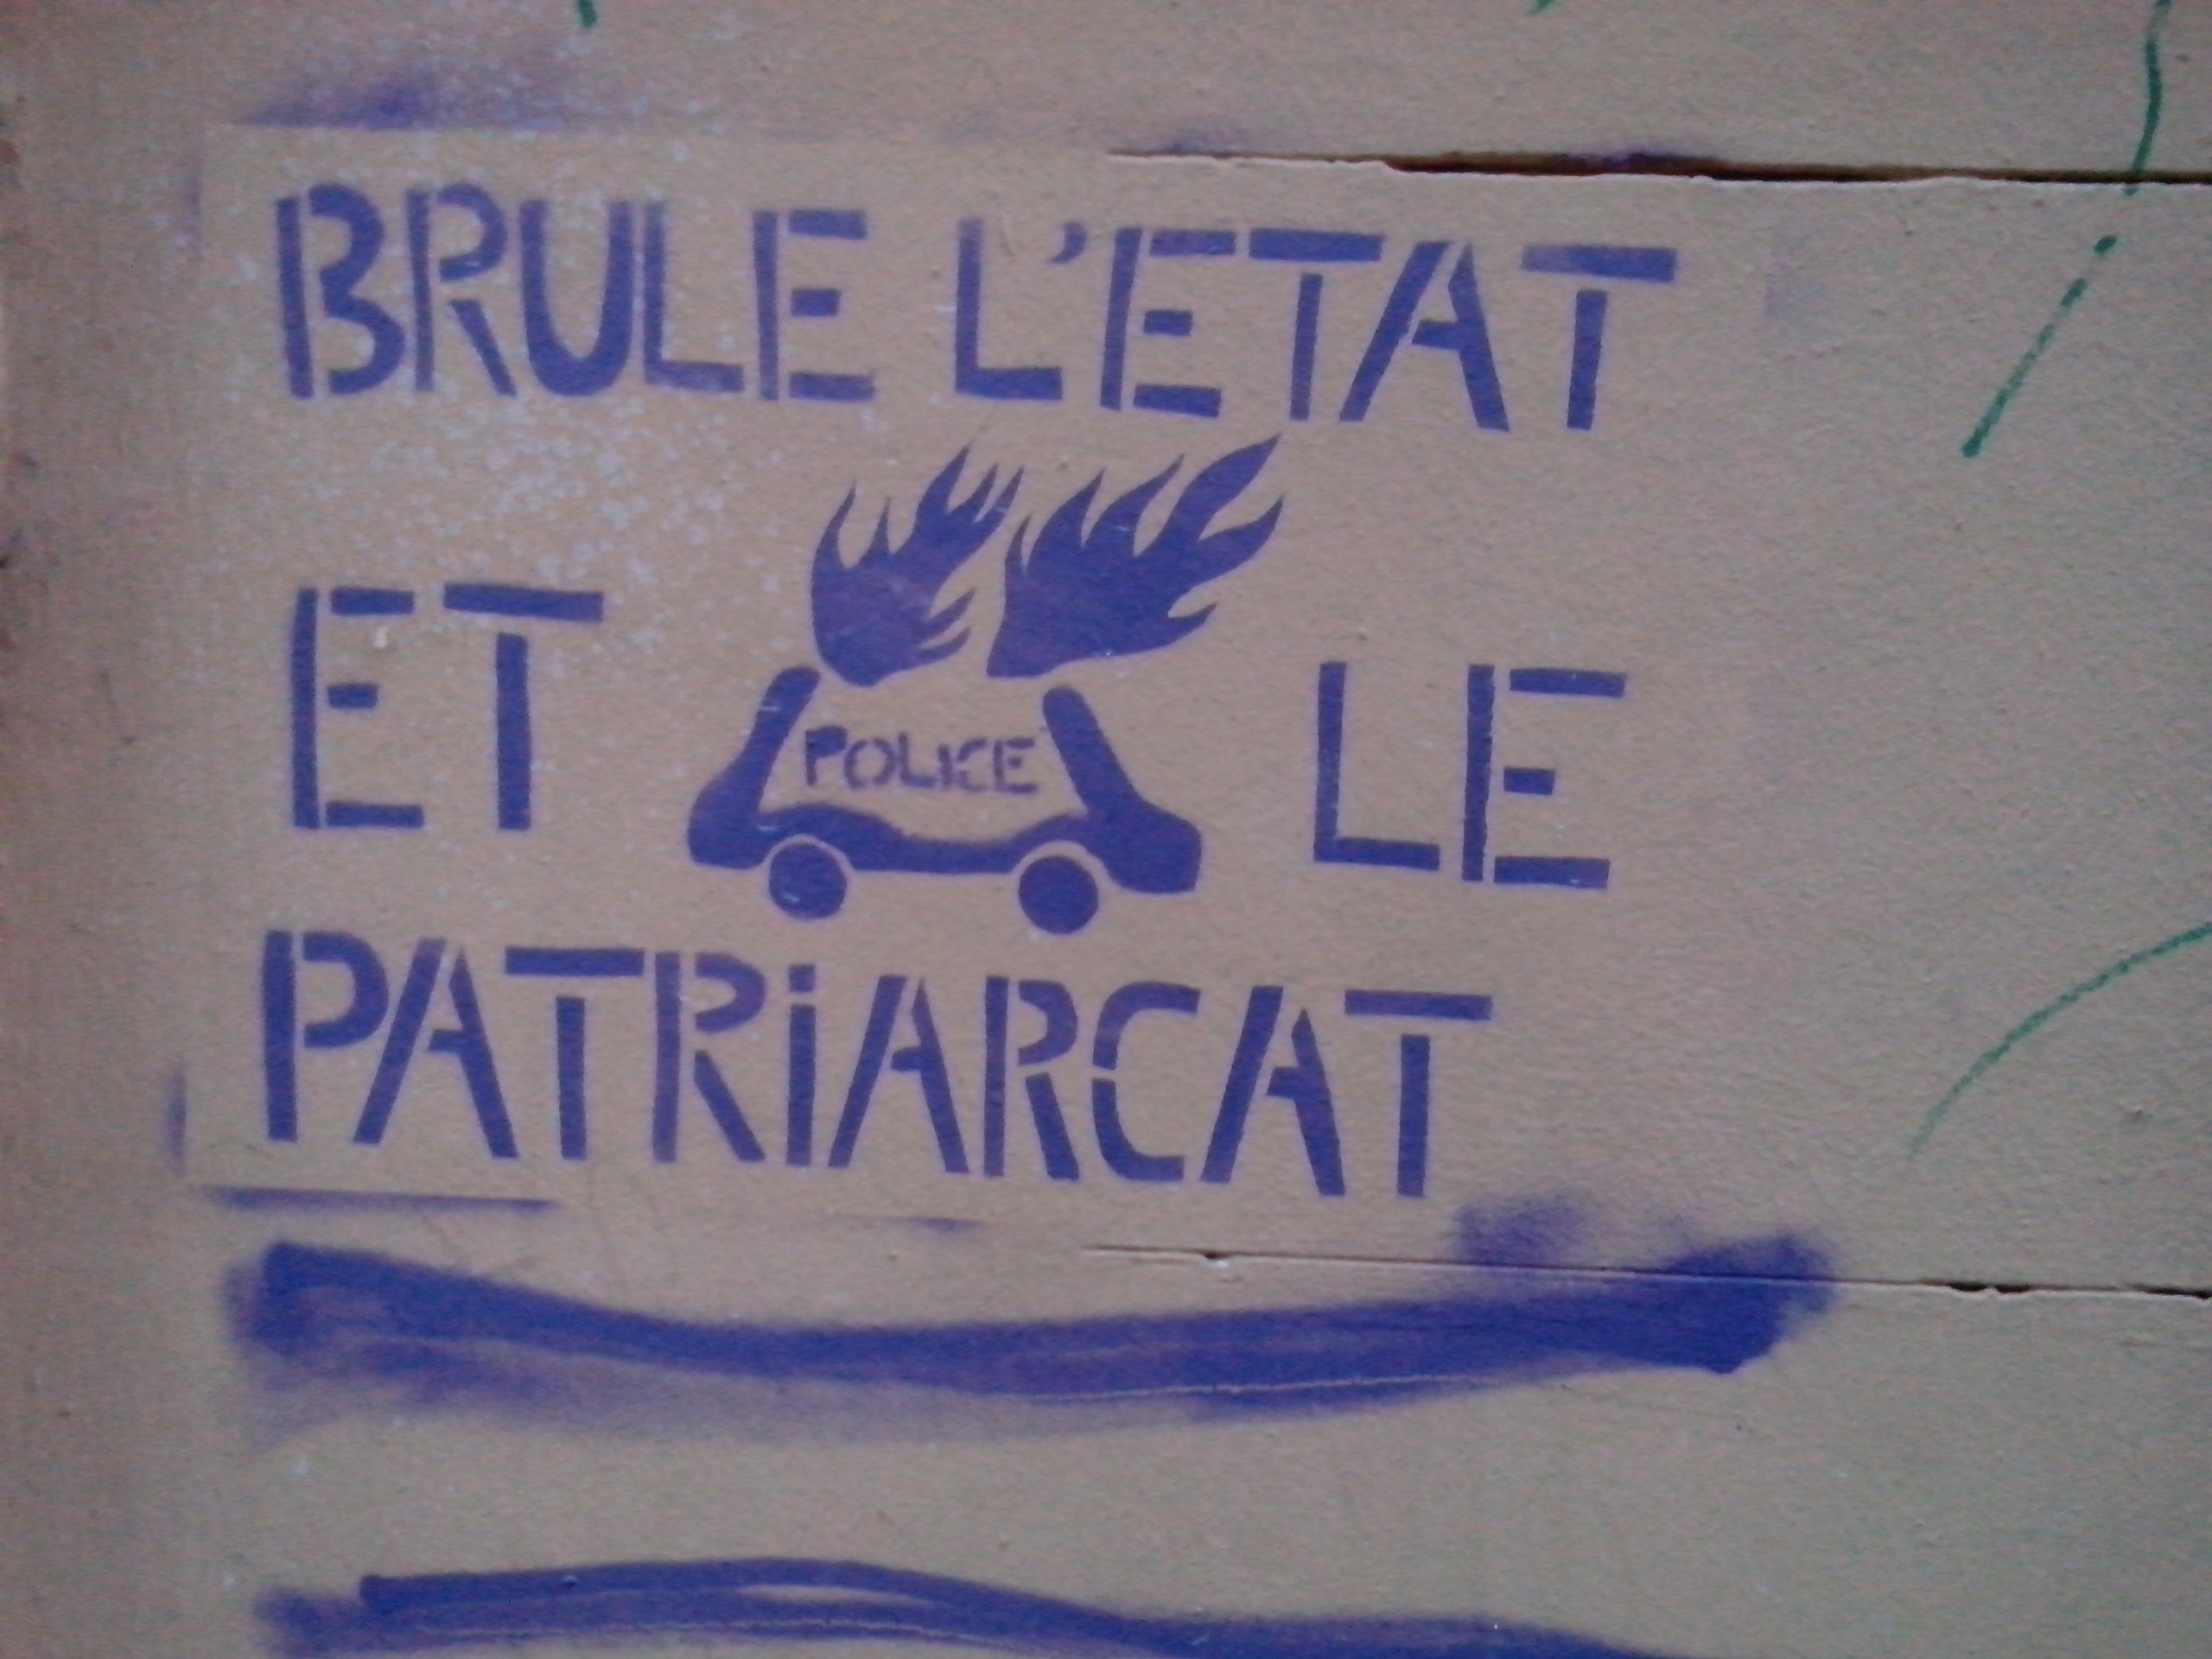 BRULE L'ETAT
ET POLICE LE
PATRiARCAT